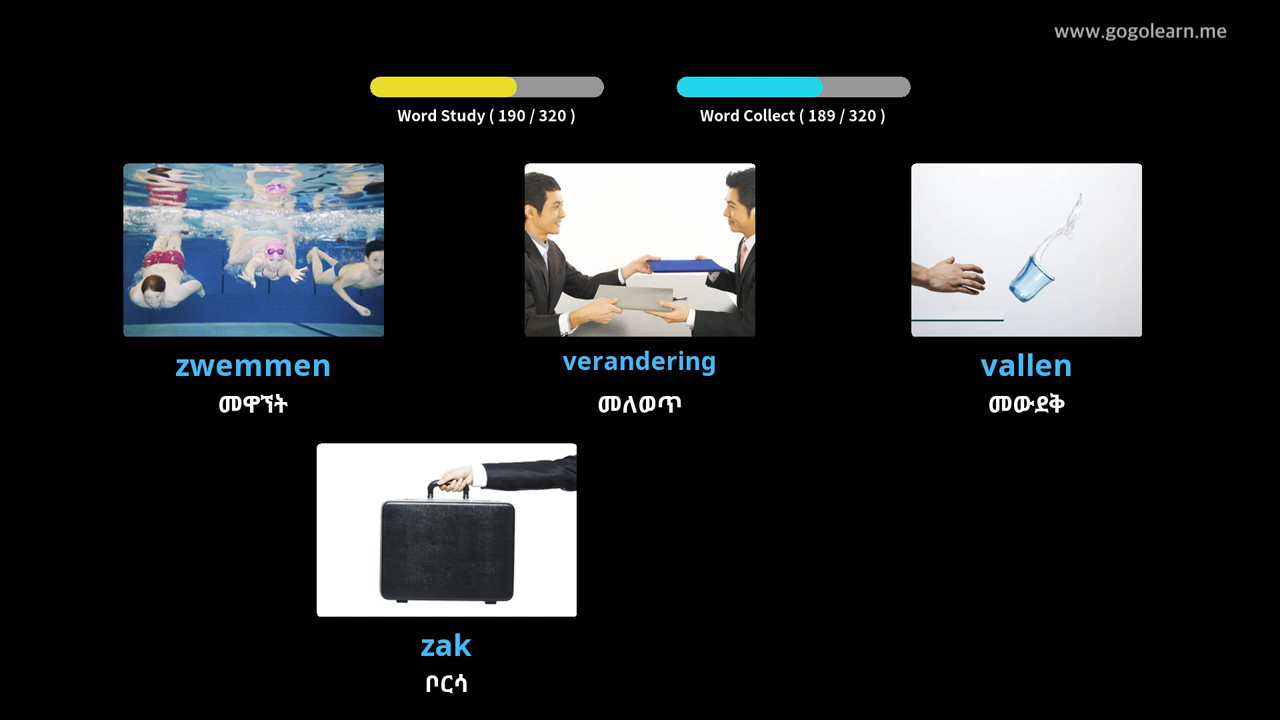 www.gogolearn.me
Word Study ( 190 / 320 )
Word Collect ( 189 / 320 )
zwemmen
መዋኘት
verandering
መለወጥ
vallen
መውደቅ
zak
ቦርሳ